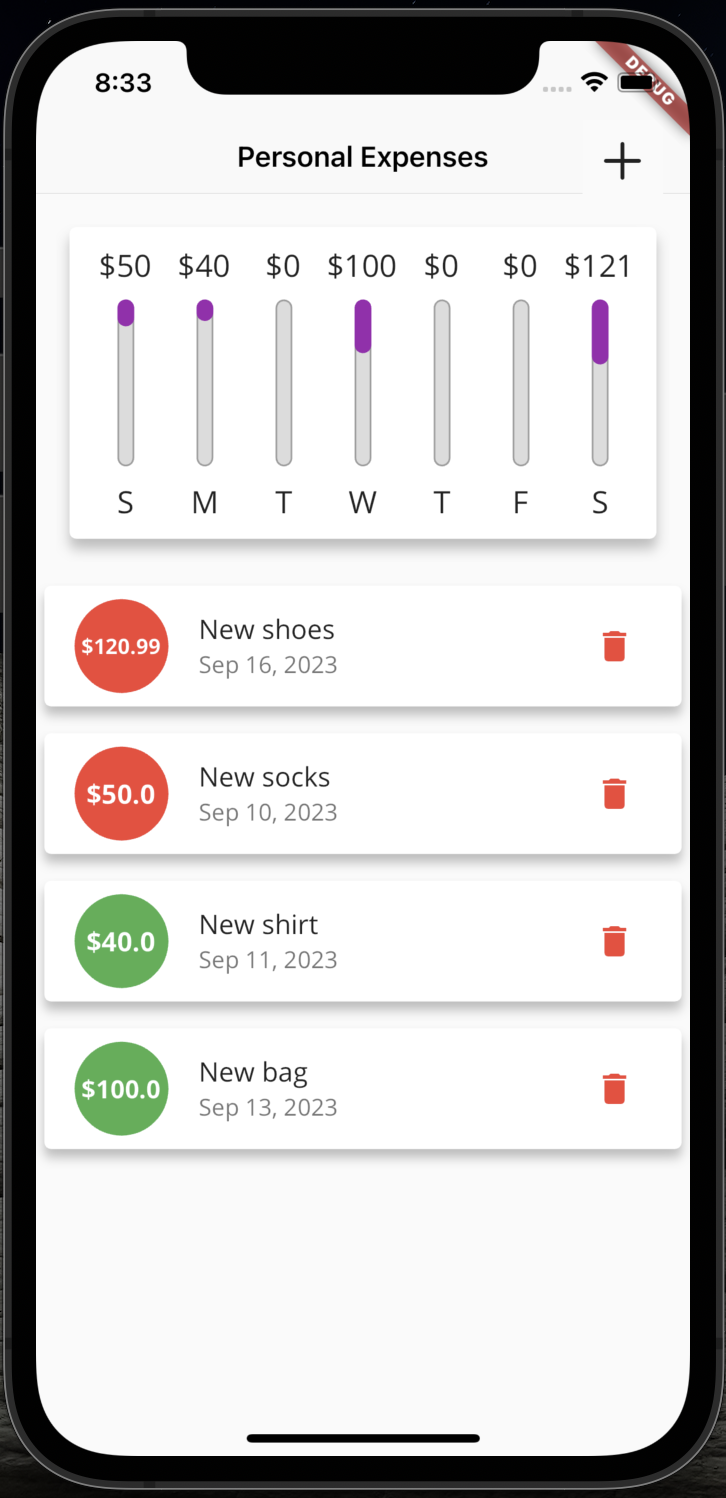 8:33
DEBUG
Personal Expenses
$50 $40 $0 $100 $0 $0 $121
S M T W T F S
$120.99
New shoes
Sep 16, 2023
$50.0
New socks
Sep 10, 2023
$40.0
New shirt
Sep 11, 2023
$100.0
New bag
Sep 13, 2023